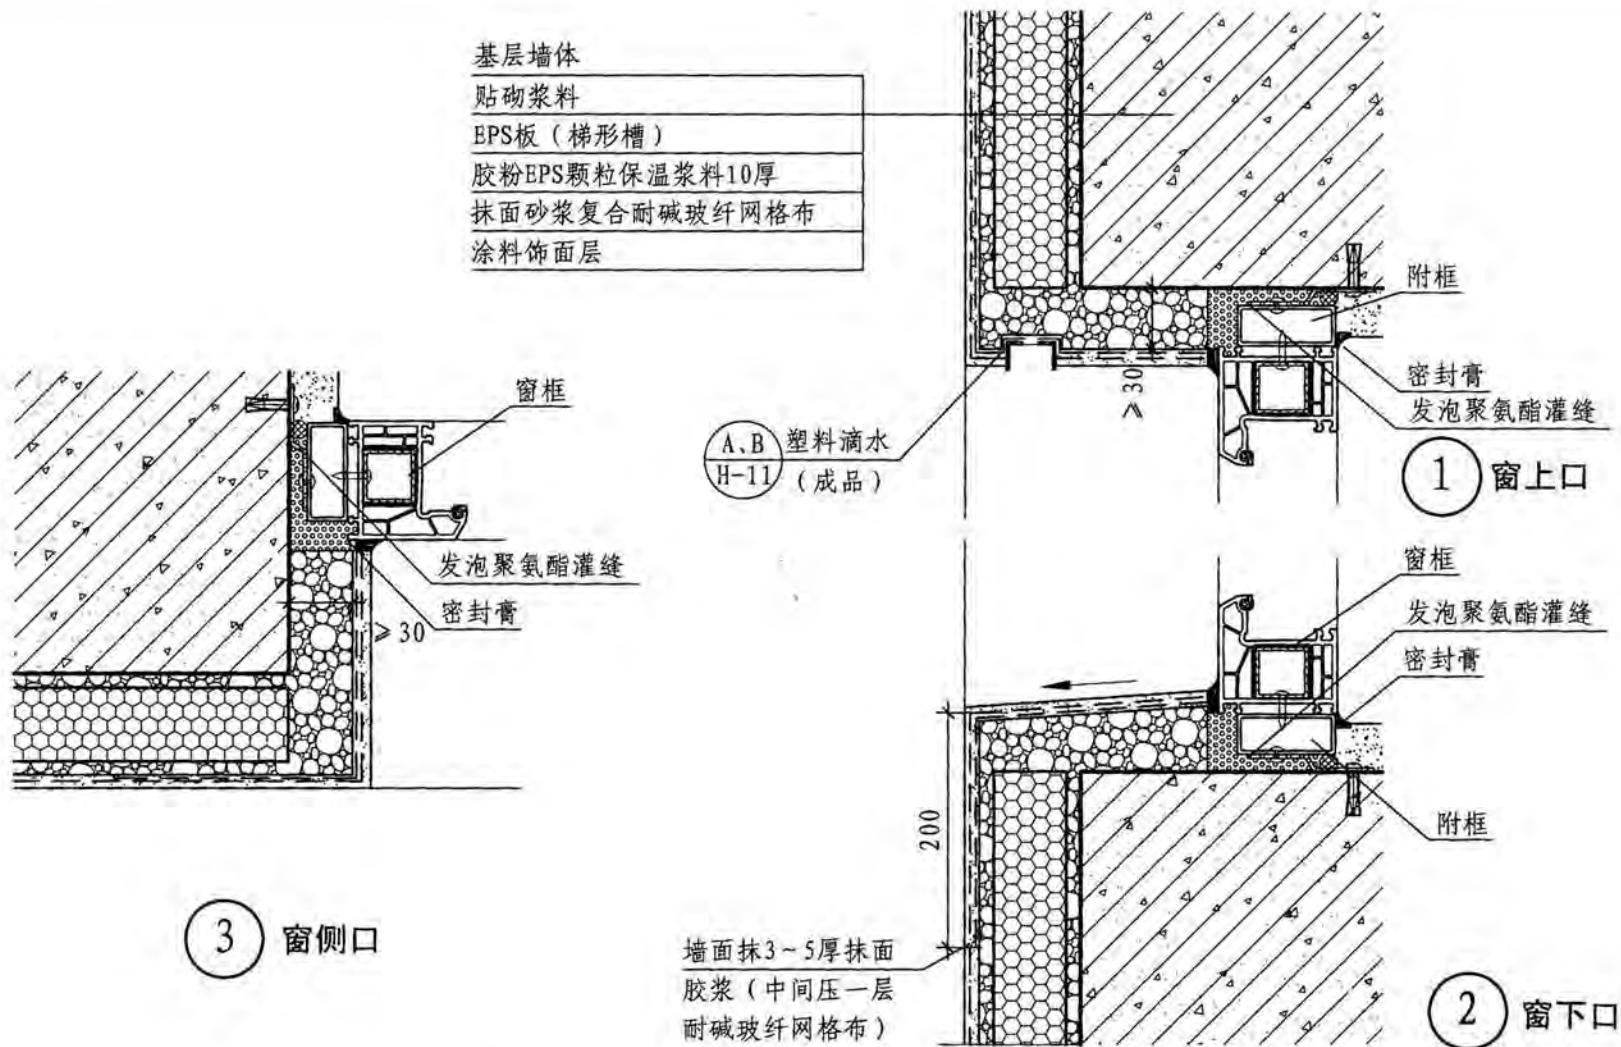 基层墙体
贴砌浆料
EPS板（梯形槽）
胶粉EPS颗粒保温浆料10厚
抹面砂浆复合耐碱玻纤网格布
涂料饰面层
附框
密封膏
发泡聚氨酯灌缝
≥30
A、B
H-11
塑料滴水
（成品）
1 窗上口
窗框
发泡聚氨酯灌缝
密封膏
≥30
3 窗侧口
窗框
发泡聚氨酯灌缝
密封膏
附框
200
墙面抹3~5厚抹面
胶浆（中间压一层
耐碱玻纤网格布）
2 窗下口